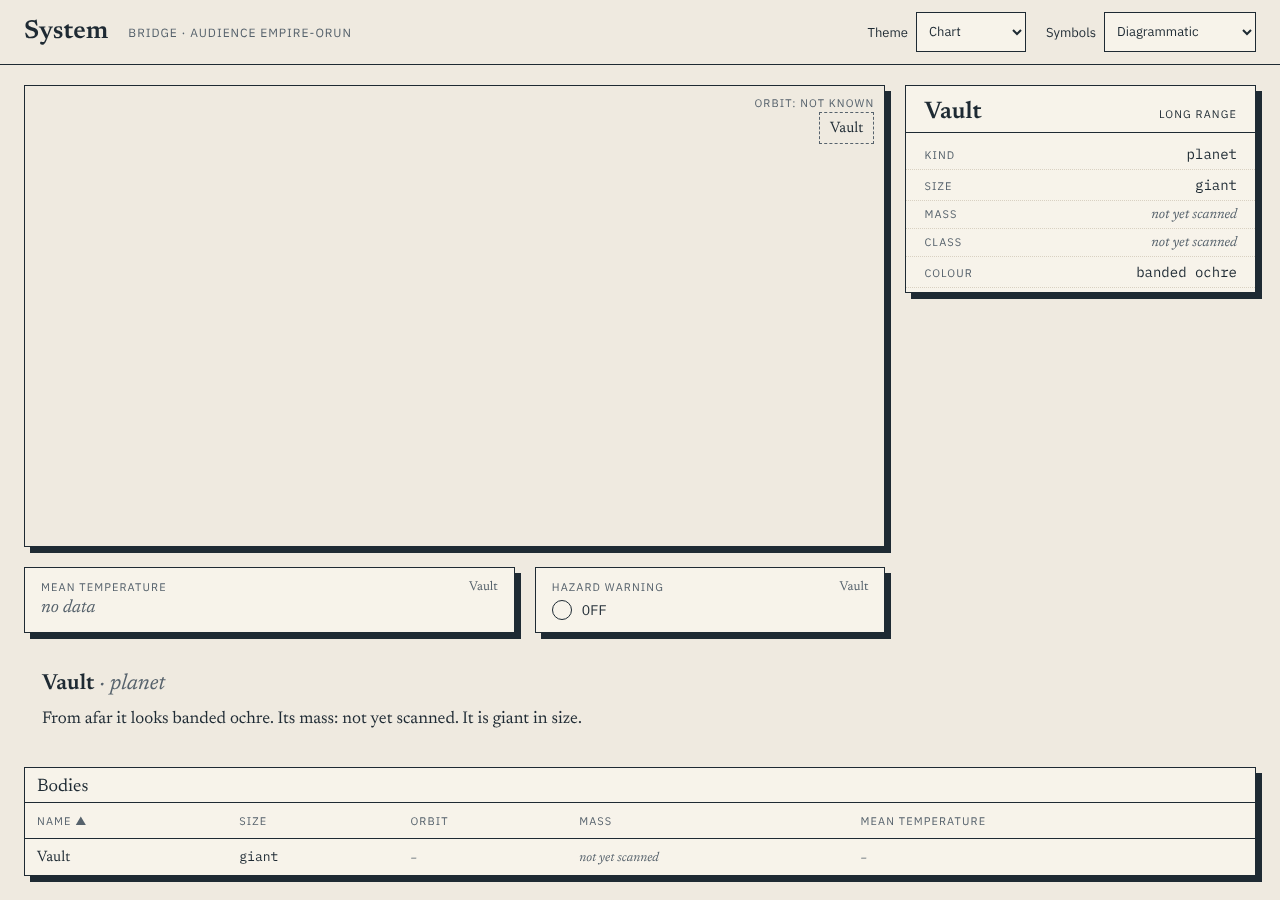 System BRIDGE · AUDIENCE EMPIRE-ORUN Theme Chart Symbols Diagrammatic
ORBIT: NOT KNOWN
Vault
Vault LONG RANGE
KIND planet
SIZE giant
MASS not yet scanned
CLASS not yet scanned
COLOUR banded ochre
MEAN TEMPERATURE Vault
no data
HAZARD WARNING Vault
OFF
Vault · planet
From afar it looks banded ochre. Its mass: not yet scanned. It is giant in size.
Bodies
NAME ▲ SIZE ORBIT MASS MEAN TEMPERATURE
Vault giant – not yet scanned –